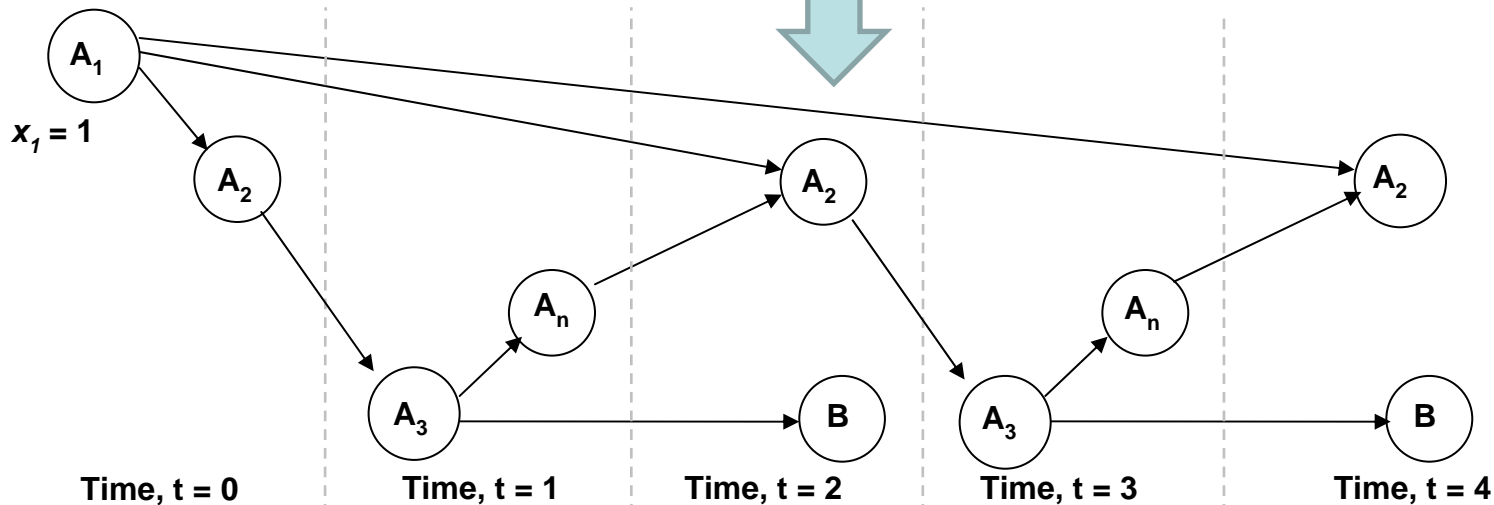 A1
x1 = 1
A2
A2
A2
An
An
A3
B
A3
B
Time, t = 0
Time, t = 1
Time, t = 2
Time, t = 3
Time, t = 4